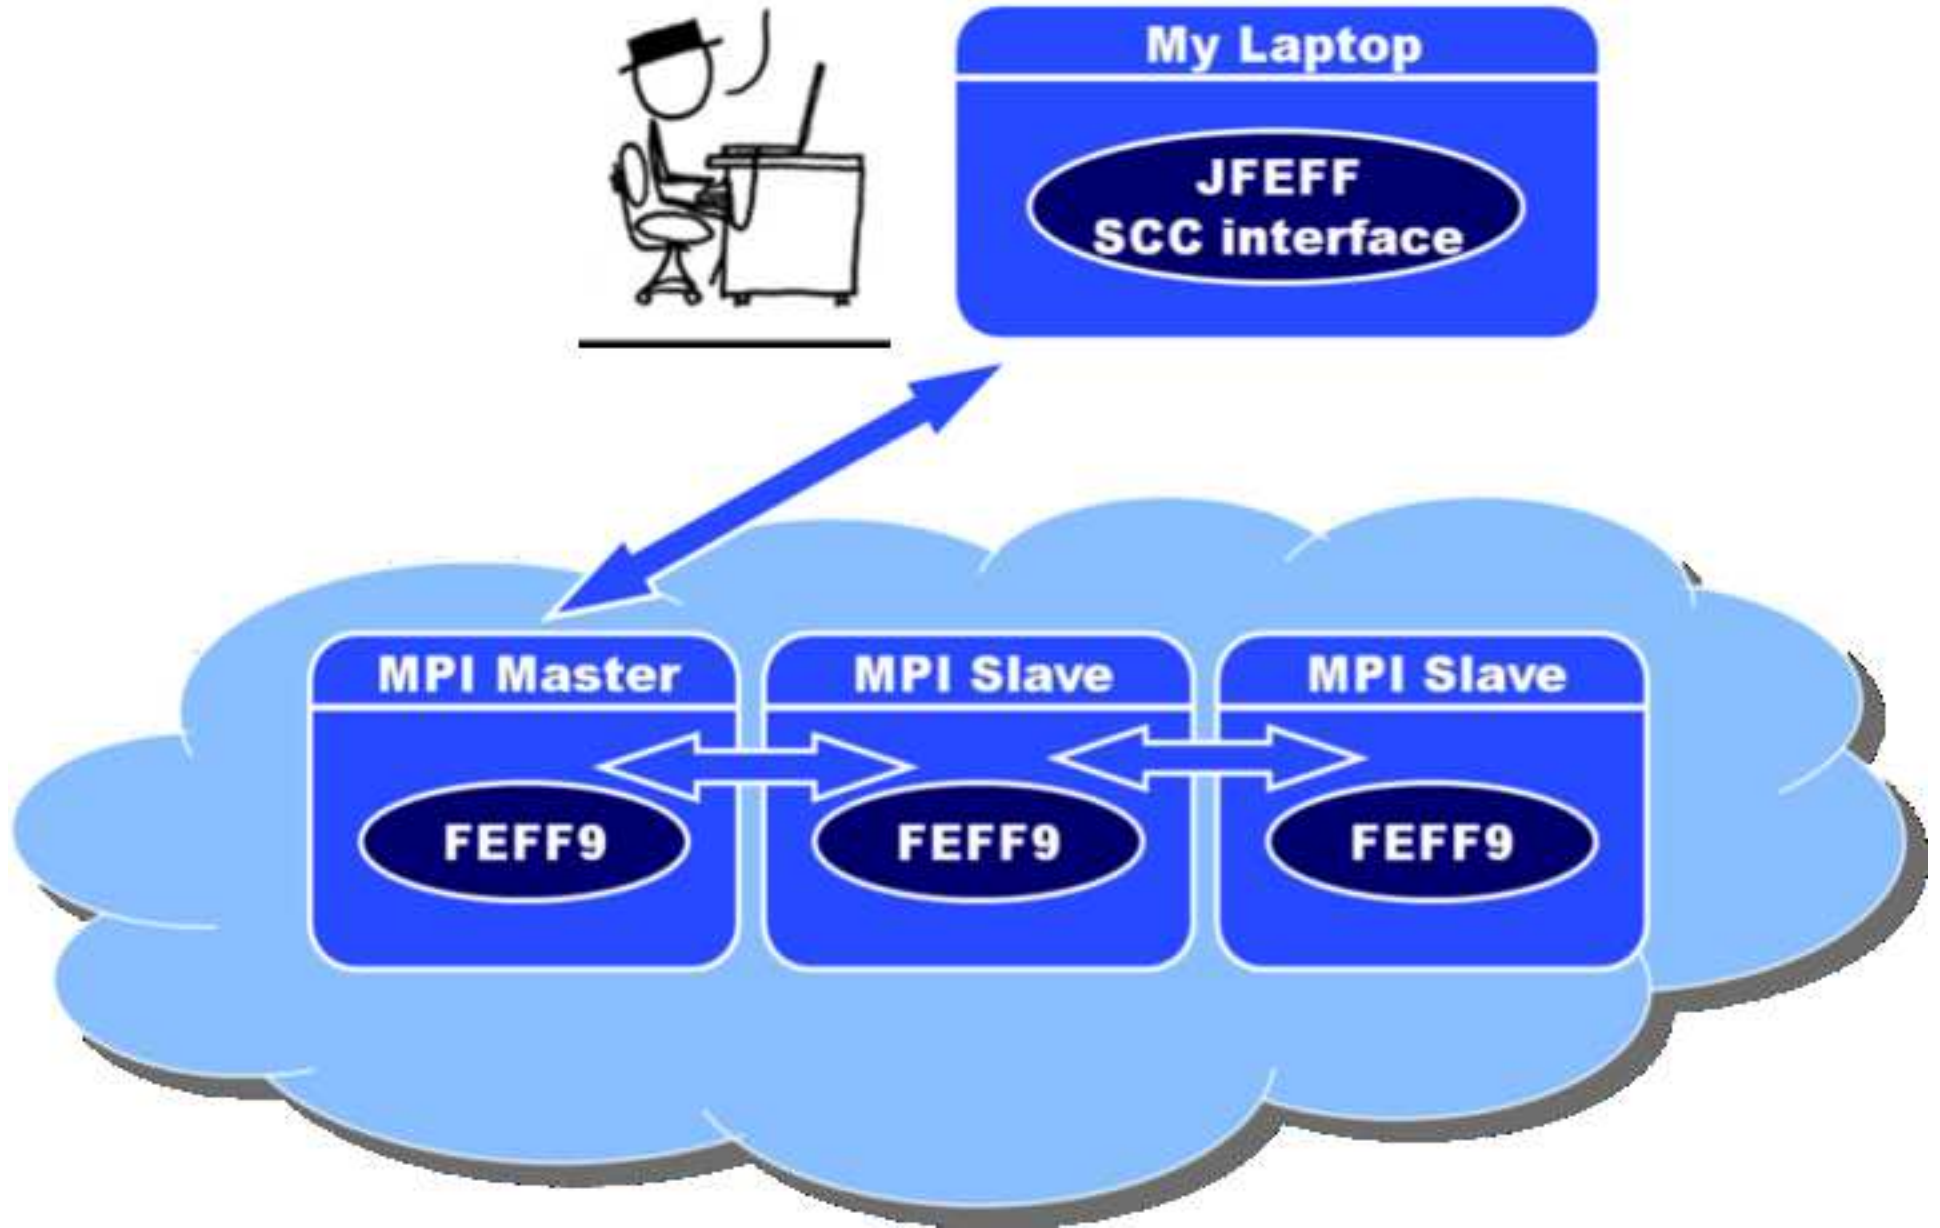 My Laptop
JFEFF
SCC interface
MPI Master
MPI Slave
MPI Slave
FEFF9
FEFF9
FEFF9